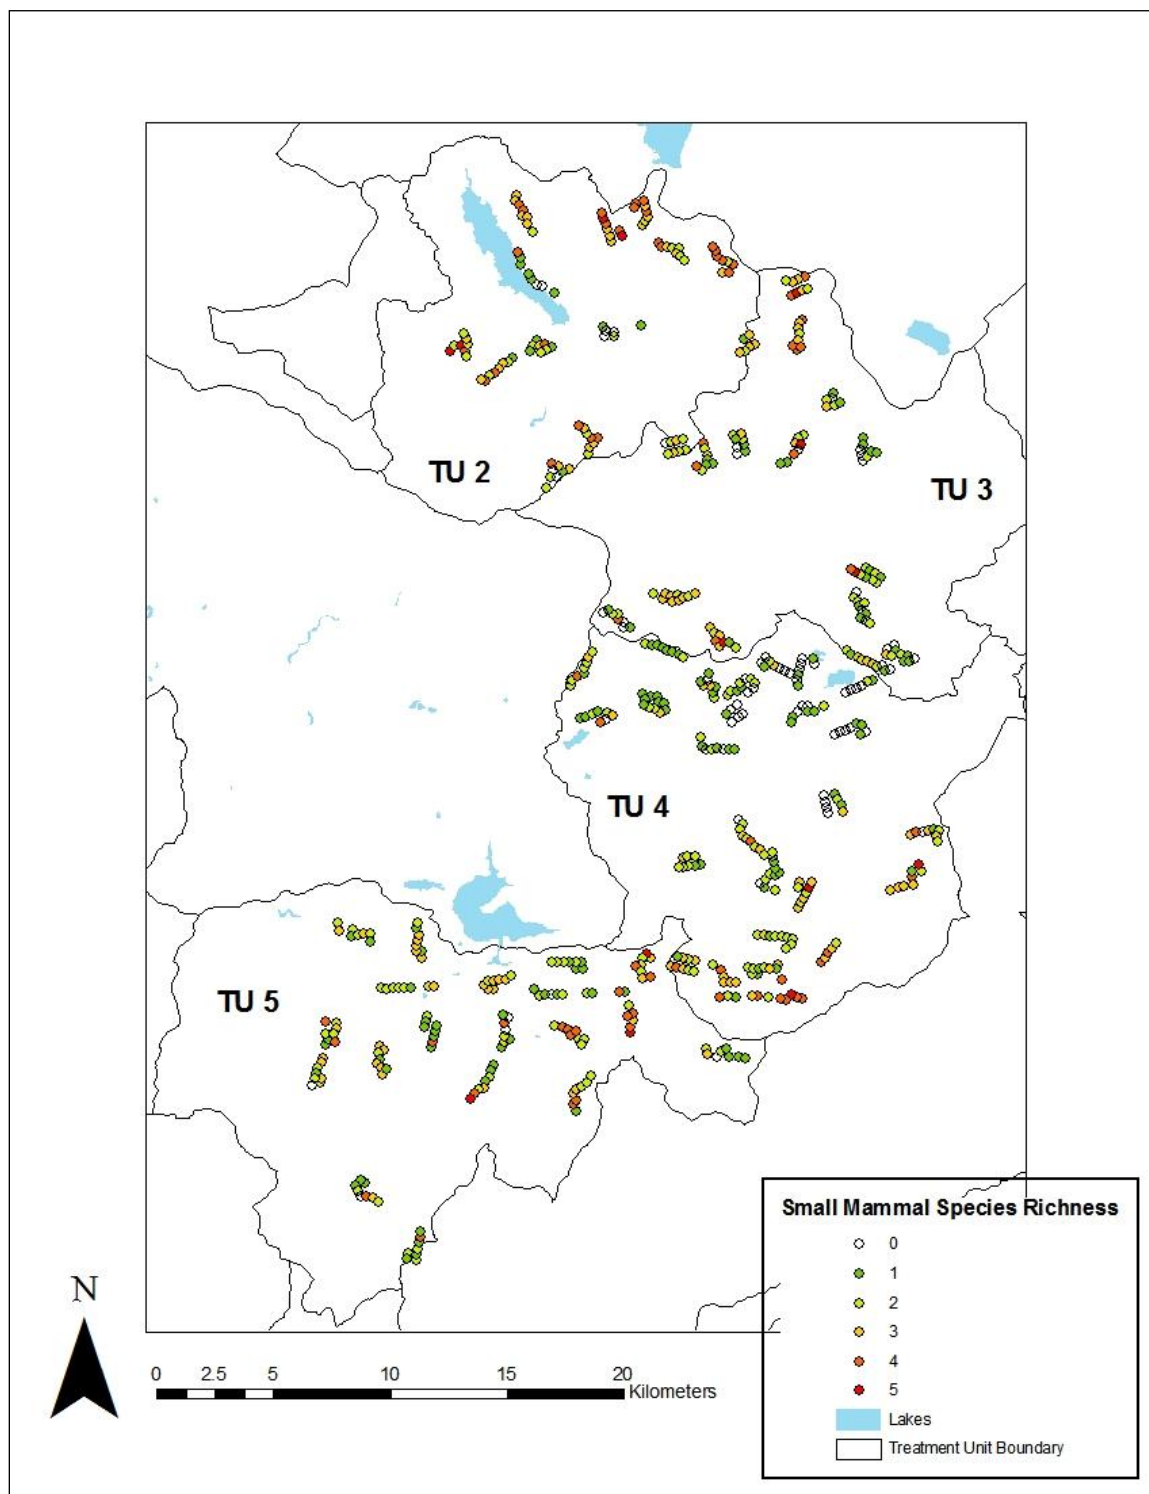 TU 2
TU 3
TU 4
TU 5
Small Mammal Species Richness
0
1
2
3
4
5
Lakes
Treatment Unit Boundary
N
0 2.5 5 10 15 20
Kilometers